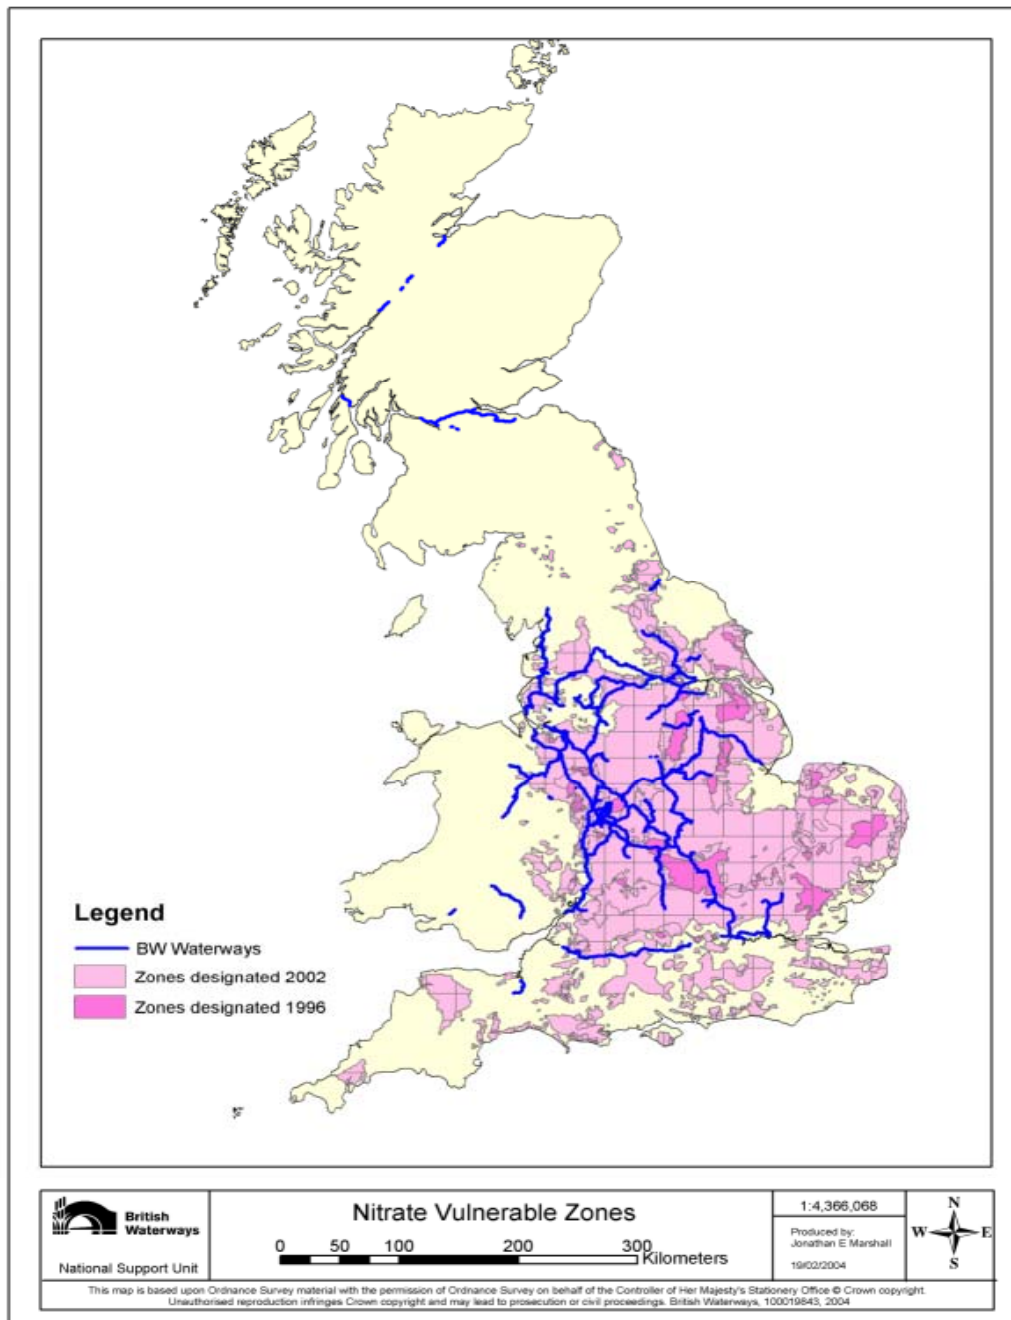 Legend
BW Waterways
Zones designated 2002
Zones designated 1996
British
Waterways
National Support Unit
Nitrate Vulnerable Zones
0 50 100 200 300
Kilometers
1:4,366,068
Produced by:
Jonathan E Marshall
19/02/2004
N
W E
S
This map is based upon Ordnance Survey material with the permission of Ordnance Survey on behalf of the Controller of Her Majesty's Stationery Office © Crown copyright.
Unauthorised reproduction infringes Crown copyright and may lead to prosecution or civil proceedings. British Waterways, 100019843, 2004